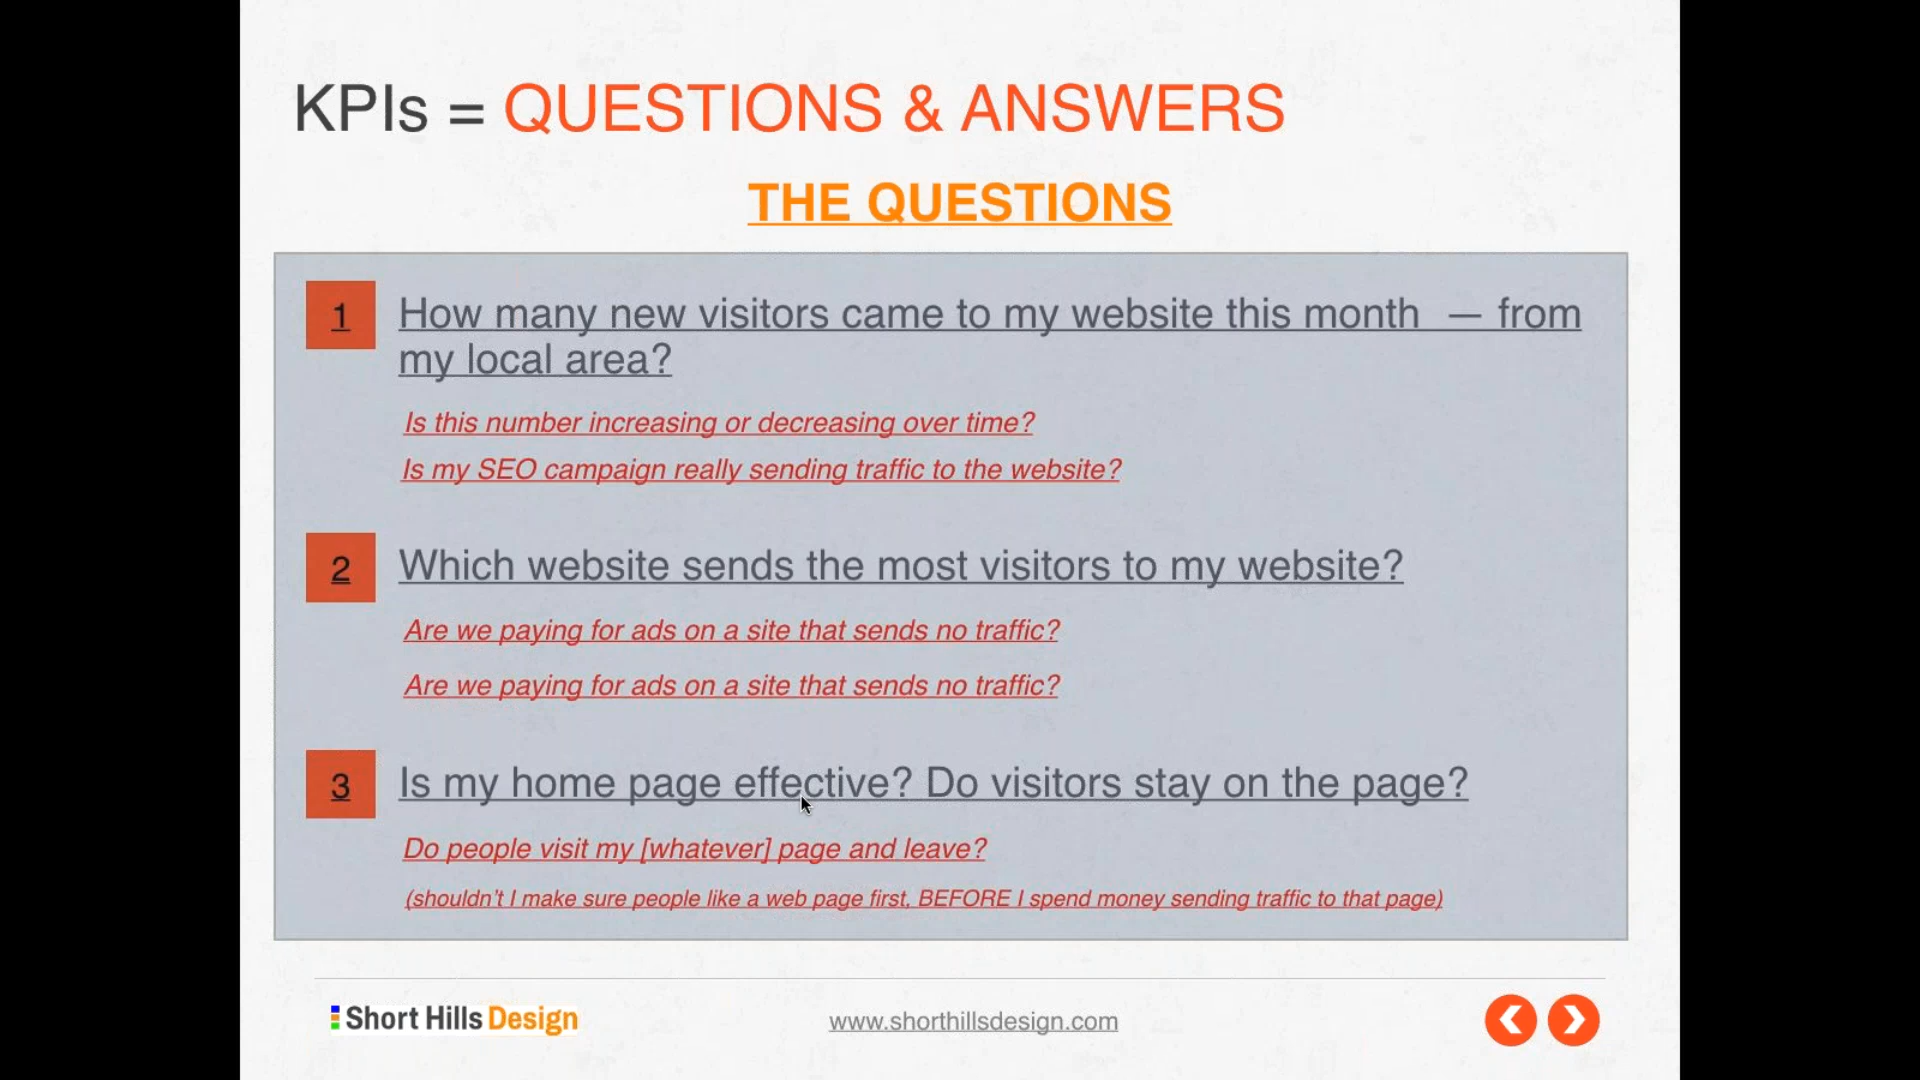 KPIs = QUESTIONS & ANSWERS
THE QUESTIONS
1
How many new visitors came to my website this month — from
my local area?
Is this number increasing or decreasing over time?
Is my SEO campaign really sending traffic to the website?
2
Which website sends the most visitors to my website?
Are we paying for ads on a site that sends no traffic?
Are we paying for ads on a site that sends no traffic?
3
Is my home page effective? Do visitors stay on the page?
Do people visit my [whatever] page and leave?
(shouldn't I make sure people like a web page first, BEFORE I spend money sending traffic to that page)
Short Hills Design
www.shorthillsdesign.com